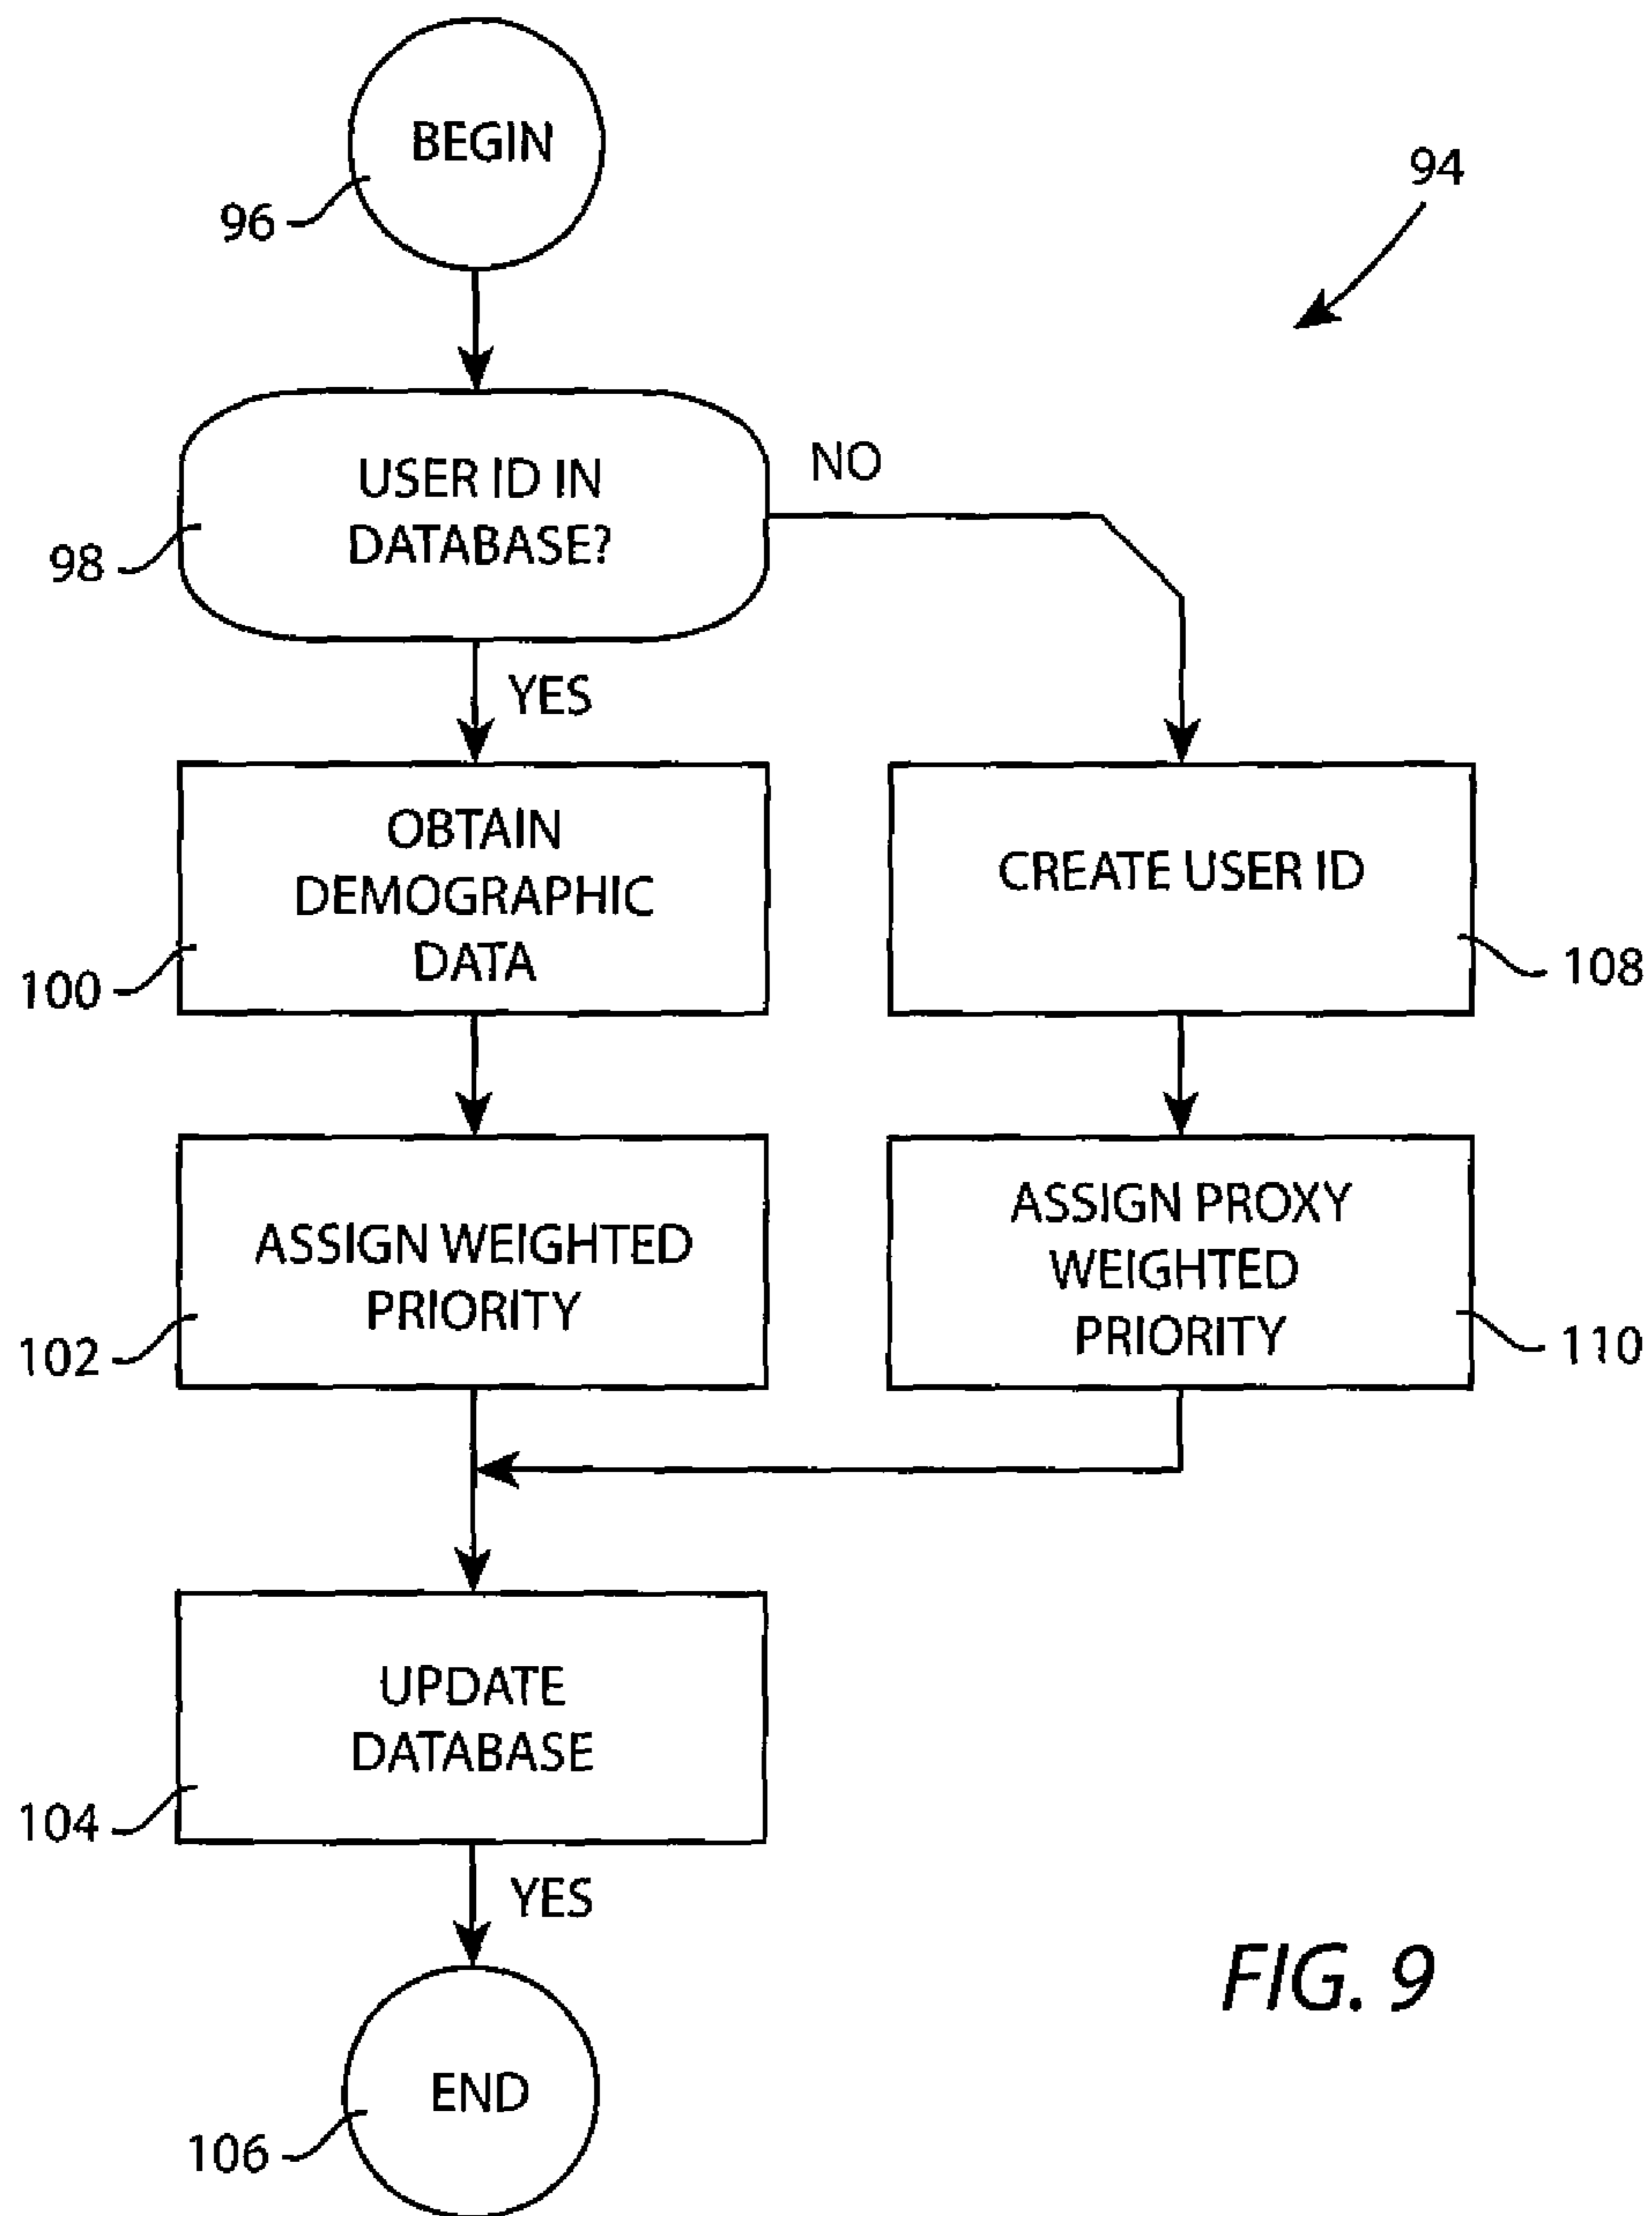 BEGIN
96
94
USER ID IN
DATABASE?
98
NO
YES
OBTAIN
DEMOGRAPHIC
DATA
100
CREATE USER ID
108
ASSIGN WEIGHTED
PRIORITY
102
ASSIGN PROXY
WEIGHTED
PRIORITY
110
UPDATE
DATABASE
104
YES
END
106
FIG. 9